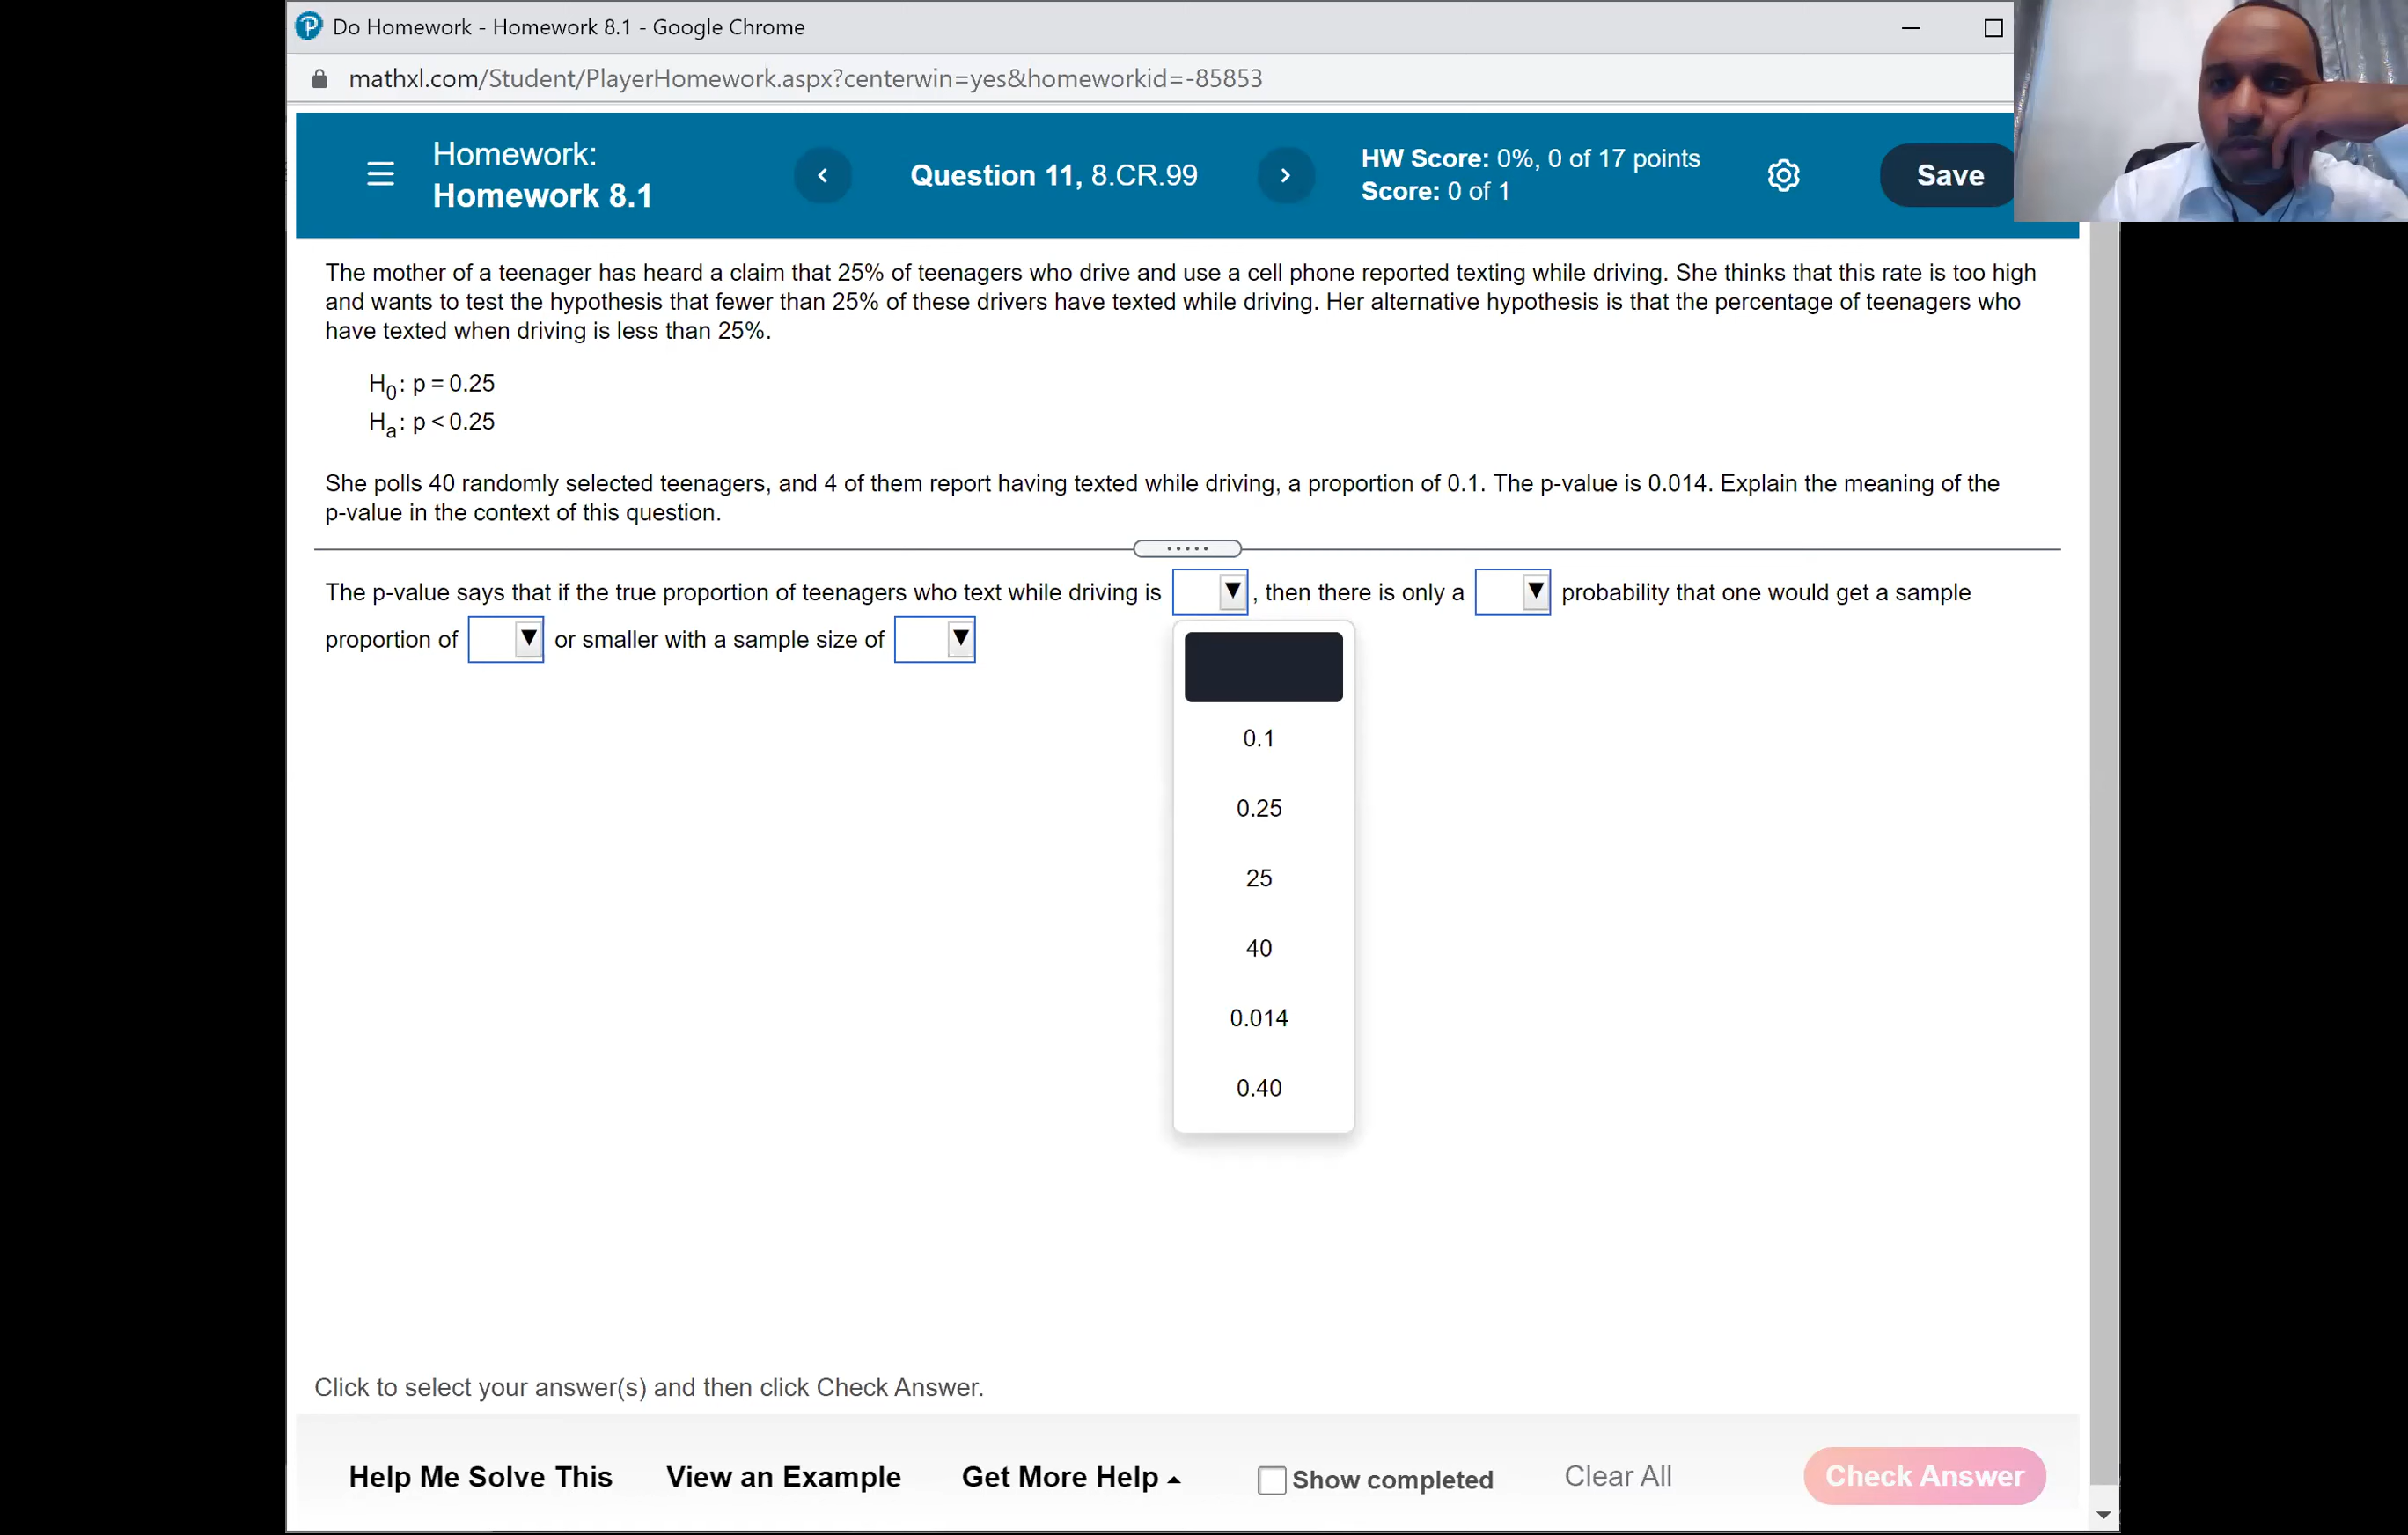 Do Homework - Homework 8.1 - Google Chrome
mathxl.com/Student/PlayerHomework.aspx?centerwin=yes&homeworkid=-85853
Homework:
Homework 8.1
Question 11, 8.CR.99
HW Score: 0%, 0 of 17 points
Score: 0 of 1
Save
The mother of a teenager has heard a claim that 25% of teenagers who drive and use a cell phone reported texting while driving. She thinks that this rate is too high
and wants to test the hypothesis that fewer than 25% of these drivers have texted while driving. Her alternative hypothesis is that the percentage of teenagers who
have texted when driving is less than 25%.
H0: p = 0.25
Ha: p < 0.25
She polls 40 randomly selected teenagers, and 4 of them report having texted while driving, a proportion of 0.1. The p-value is 0.014. Explain the meaning of the
p-value in the context of this question.
The p-value says that if the true proportion of teenagers who text while driving is ▼, then there is only a ▼ probability that one would get a sample
proportion of ▼ or smaller with a sample size of ▼
0.1
0.25
25
40
0.014
0.40
Click to select your answer(s) and then click Check Answer.
Help Me Solve This
View an Example
Get More Help
Show completed
Clear All
Check Answer